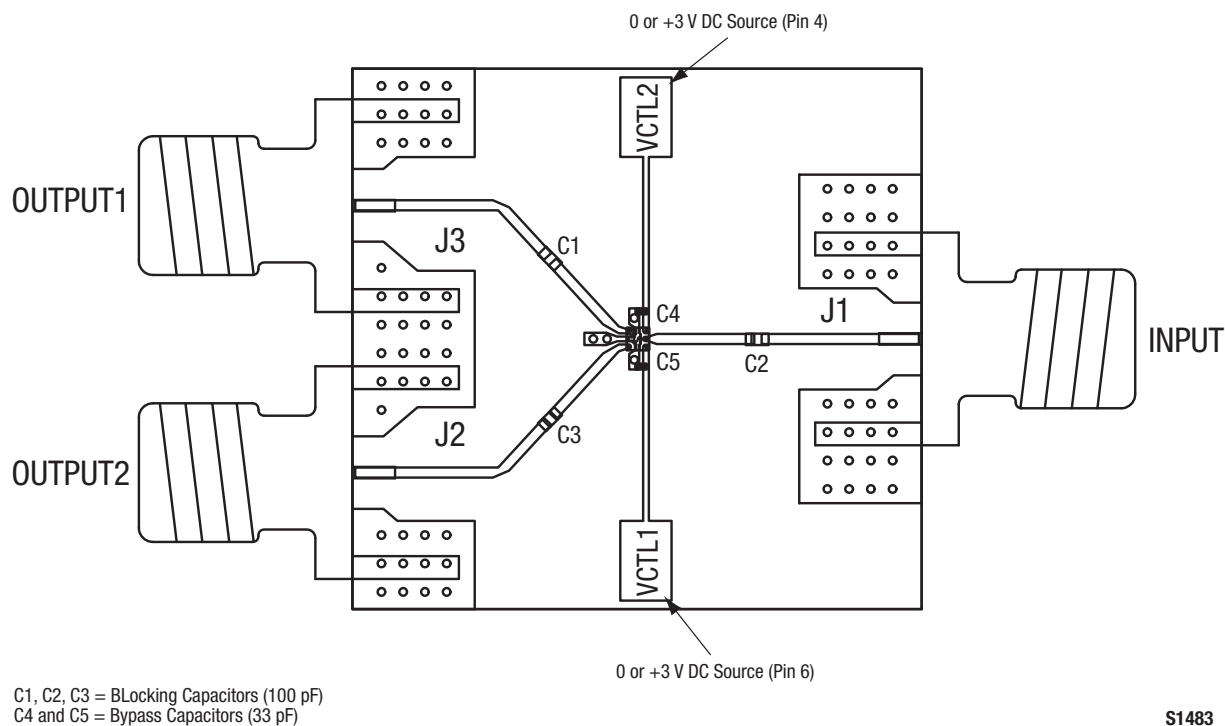 0 or +3 V DC Source (Pin 4)
VCTL2
OUTPUT1
J3
C1
C4
J1
INPUT
C5
C2
J2
C3
OUTPUT2
VCTL1
0 or +3 V DC Source (Pin 6)
C1, C2, C3 = BLocking Capacitors (100 pF)
C4 and C5 = Bypass Capacitors (33 pF)
S1483